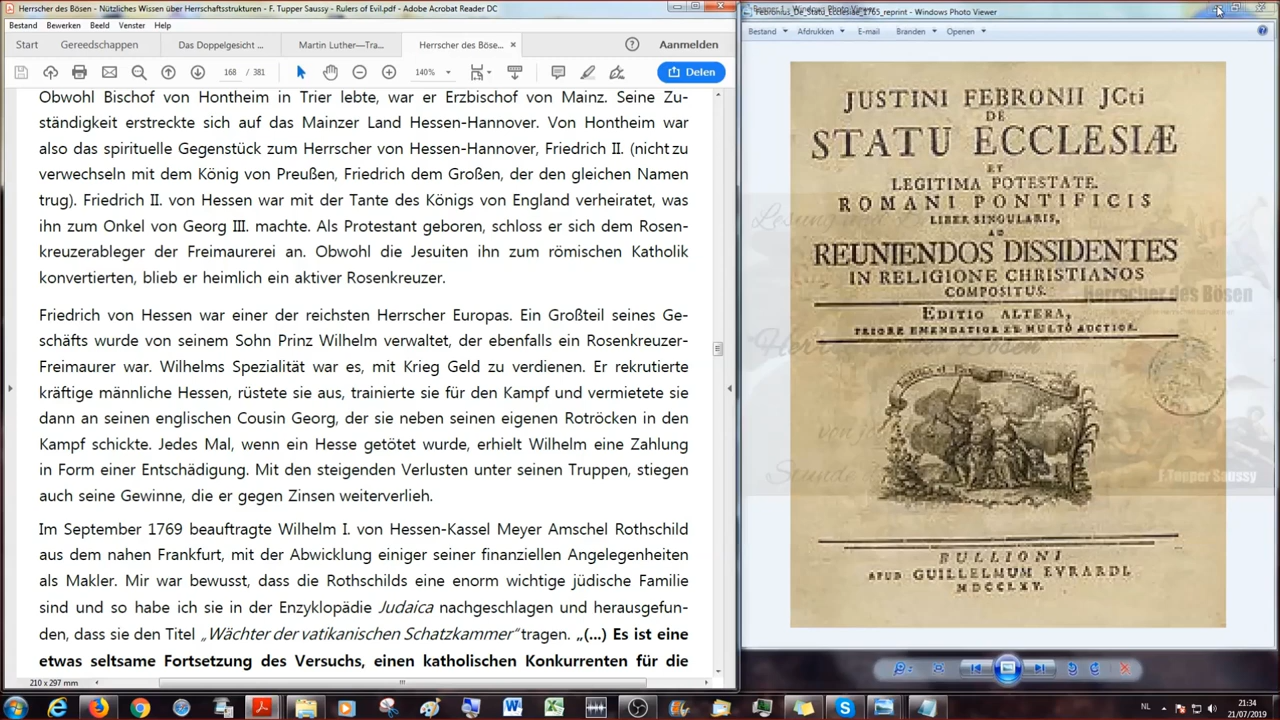 Herrscher des Bösen - Nützliches Wissen über Herrschaftsstrukturen - F. Tupper Saussy - Rulers of Evil.pdf - Adobe Acrobat Reader DC
Bestand Bewerken Beeld Venster Help
Start Gereedschappen Das Doppelgesicht ... Martin Luther—Tra... Herrscher des Böse... × Aanmelden
168 / 381 140% Delen
Obwohl Bischof von Hontheim in Trier lebte, war er Erzbischof von Mainz. Seine Zu-
ständigkeit erstreckte sich auf das Mainzer Land Hessen-Hannover. Von Hontheim war
also das spirituelle Gegenstück zum Herrscher von Hessen-Hannover, Friedrich II. (nicht zu
verwechseln mit dem König von Preußen, Friedrich dem Großen, der den gleichen Namen
trug). Friedrich II. von Hessen war mit der Tante des Königs von England verheiratet, was
ihn zum Onkel von Georg III. machte. Als Protestant geboren, schloss er sich dem Rosen-
kreuzerableger der Freimaurerei an. Obwohl die Jesuiten ihn zum römischen Katholik
konvertierten, blieb er heimlich ein aktiver Rosenkreuzer.
Friedrich von Hessen war einer der reichsten Herrscher Europas. Ein Großteil seines Ge-
schäfts wurde von seinem Sohn Prinz Wilhelm verwaltet, der ebenfalls ein Rosenkreuzer-
Freimaurer war. Wilhelms Spezialität war es, mit Krieg Geld zu verdienen. Er rekrutierte
kräftige männliche Hessen, rüstete sie aus, trainierte sie für den Kampf und vermietete sie
dann an seinen englischen Cousin Georg, der sie neben seinen eigenen Rotröcken in den
Kampf schickte. Jedes Mal, wenn ein Hesse getötet wurde, erhielt Wilhelm eine Zahlung
in Form einer Entschädigung. Mit den steigenden Verlusten unter seinen Truppen, stiegen
auch seine Gewinne, die er gegen Zinsen weiterverlieh.
Im September 1769 beauftragte Wilhelm I. von Hessen-Kassel Meyer Amschel Rothschild
aus dem nahen Frankfurt, mit der Abwicklung einiger seiner finanziellen Angelegenheiten
als Makler. Mir war bewusst, dass die Rothschilds eine enorm wichtige jüdische Familie
sind und so habe ich sie in der Enzyklopädie Judaica nachgeschlagen und herausgefun-
den, dass sie den Titel „Wächter der vatikanischen Schatzkammer“ tragen. „(...) Es ist eine
etwas seltsame Fortsetzung des Versuchs, einen katholischen Konkurrenten für die
210 x 297 mm
Febronius_De_Stato_Ecclesiae_1765_reprint - Windows Photo Viewer
Bestand Afdrukken E-mail Branden Openen
JUSTINI FEBRONII JCti
DE
STATU ECCLESIÆ
ET
LEGITIMA POTESTATE
ROMANI PONTIFICIS
LIBER SINGULARIS,
AD
REUNIENDOS DISSIDENTES
IN RELIGIONE CHRISTIANOS
COMPOSITUS.
EDITIO ALTERA,
PRIORE EMENDATIOR ET MULTÒ AUCTIOR.
BULLIONI
APUD GUILLELMUM EVRARDI,
MDCCLXV.
Lesung und
Herrscher des Bösen
Herrscher des Bösen
von
F.Tupper Saussy
NL 21:34
21/07/2019